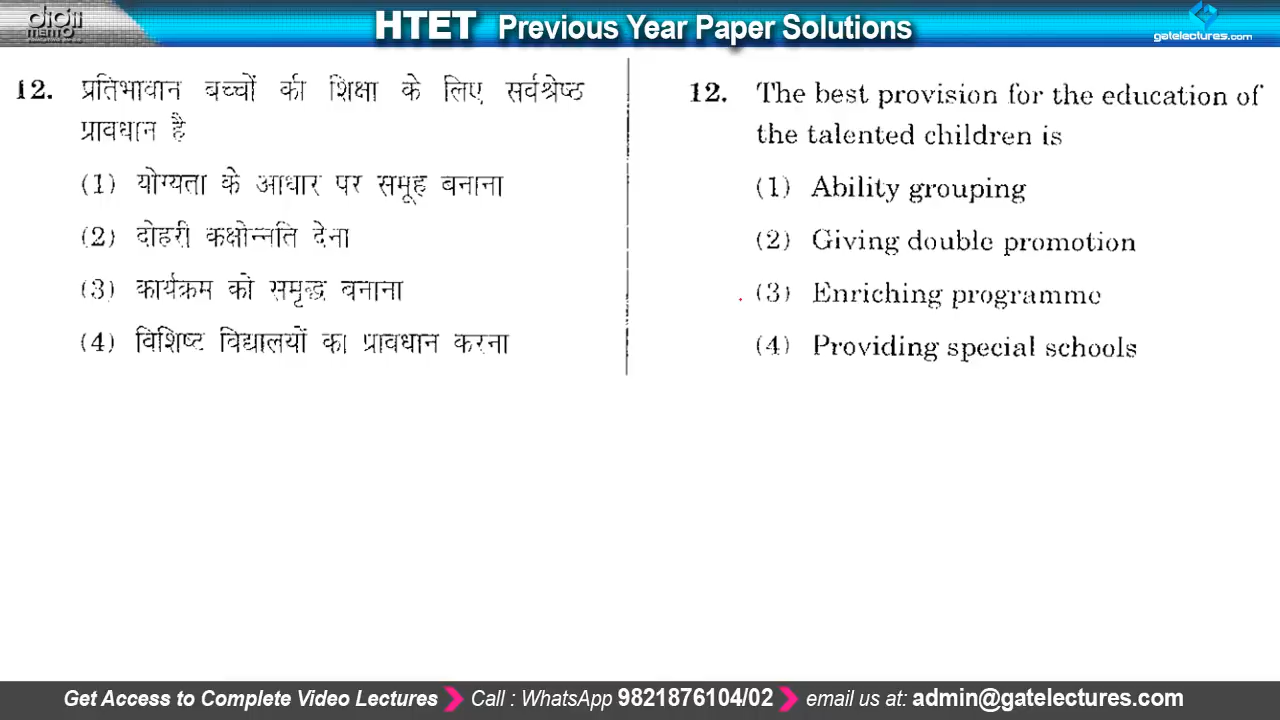 digii
MENTO
HTET Previous Year Paper Solutions
gatelectures.com
12. प्रतिभावान बच्चों की शिक्षा के लिए सर्वश्रेष्ठ
प्रावधान है
(1) योग्यता के आधार पर समूह बनाना
(2) दोहरी कक्षोन्नति देना
(3) कार्यक्रम को समृद्ध बनाना
(4) विशिष्ट विद्यालयों का प्रावधान करना
12. The best provision for the education of
the talented children is
(1) Ability grouping
(2) Giving double promotion
(3) Enriching programme
(4) Providing special schools
Get Access to Complete Video Lectures Call : WhatsApp 9821876104/02 email us at: admin@gatelectures.com